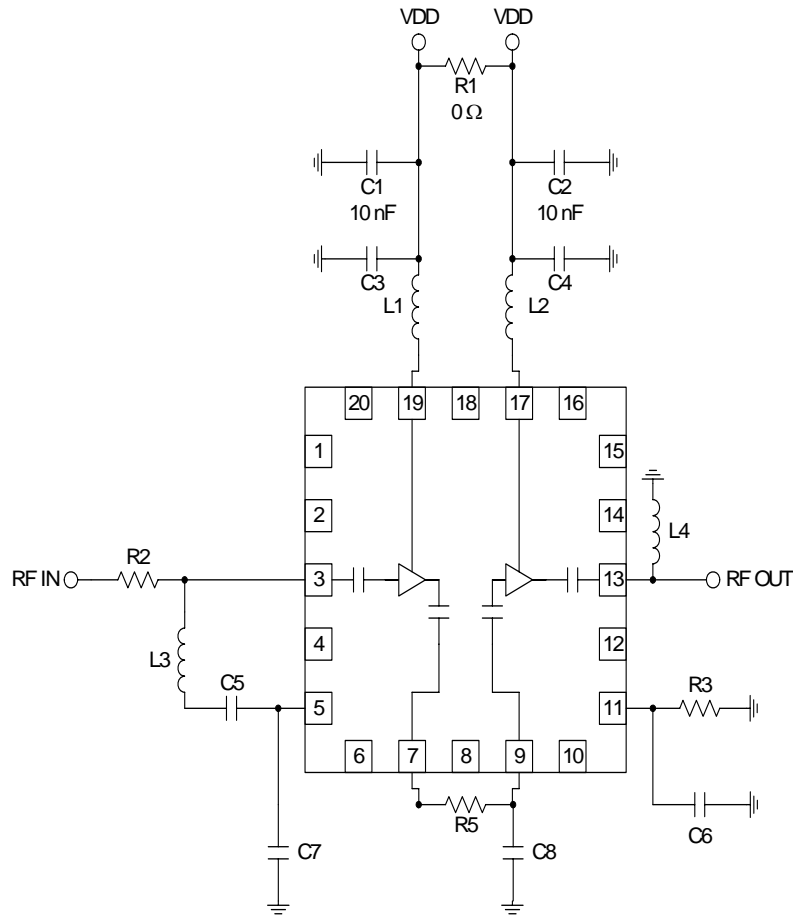 VDD
VDD
R1
0 Ω
C1
10 nF
C2
10 nF
C3
C4
L1
L2
20
19
18
17
16
1
15
2
14
L4
R2
RF IN
3
13
RF OUT
4
12
L3
C5
R3
5
11
6
7
8
9
10
R5
C6
C7
C8